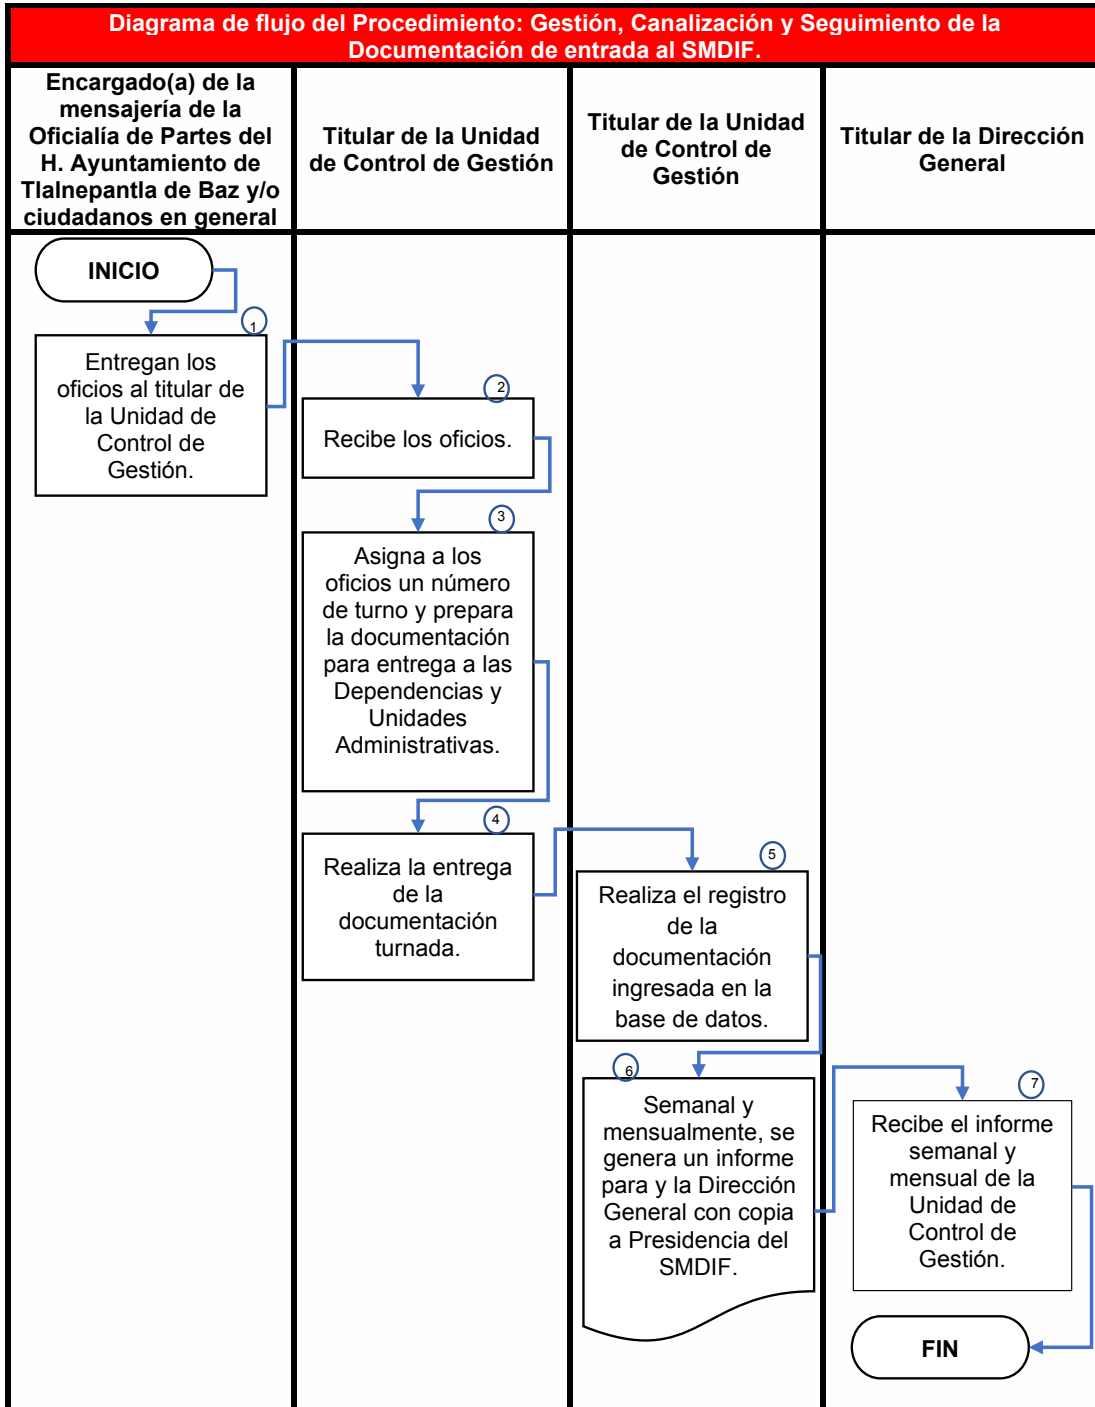 Diagrama de flujo del Procedimiento: Gestión, Canalización y Seguimiento de la
Documentación de entrada al SMDIF.
Encargado(a) de la
mensajería de la
Oficialía de Partes del
H. Ayuntamiento de
Tlalnepantla de Baz y/o
ciudadanos en general
Titular de la Unidad
de Control de Gestión
Titular de la Unidad
de Control de
Gestión
Titular de la Dirección
General
INICIO
1
Entregan los
oficios al titular de
la Unidad de
Control de
Gestión.
2
Recibe los oficios.
3
Asigna a los
oficios un número
de turno y prepara
la documentación
para entrega a las
Dependencias y
Unidades
Administrativas.
4
Realiza la entrega
de la
documentación
turnada.
5
Realiza el registro
de la
documentación
ingresada en la
base de datos.
6
Semanal y
mensualmente, se
genera un informe
para y la Dirección
General con copia
a Presidencia del
SMDIF.
7
Recibe el informe
semanal y
mensual de la
Unidad de
Control de
Gestión.
FIN